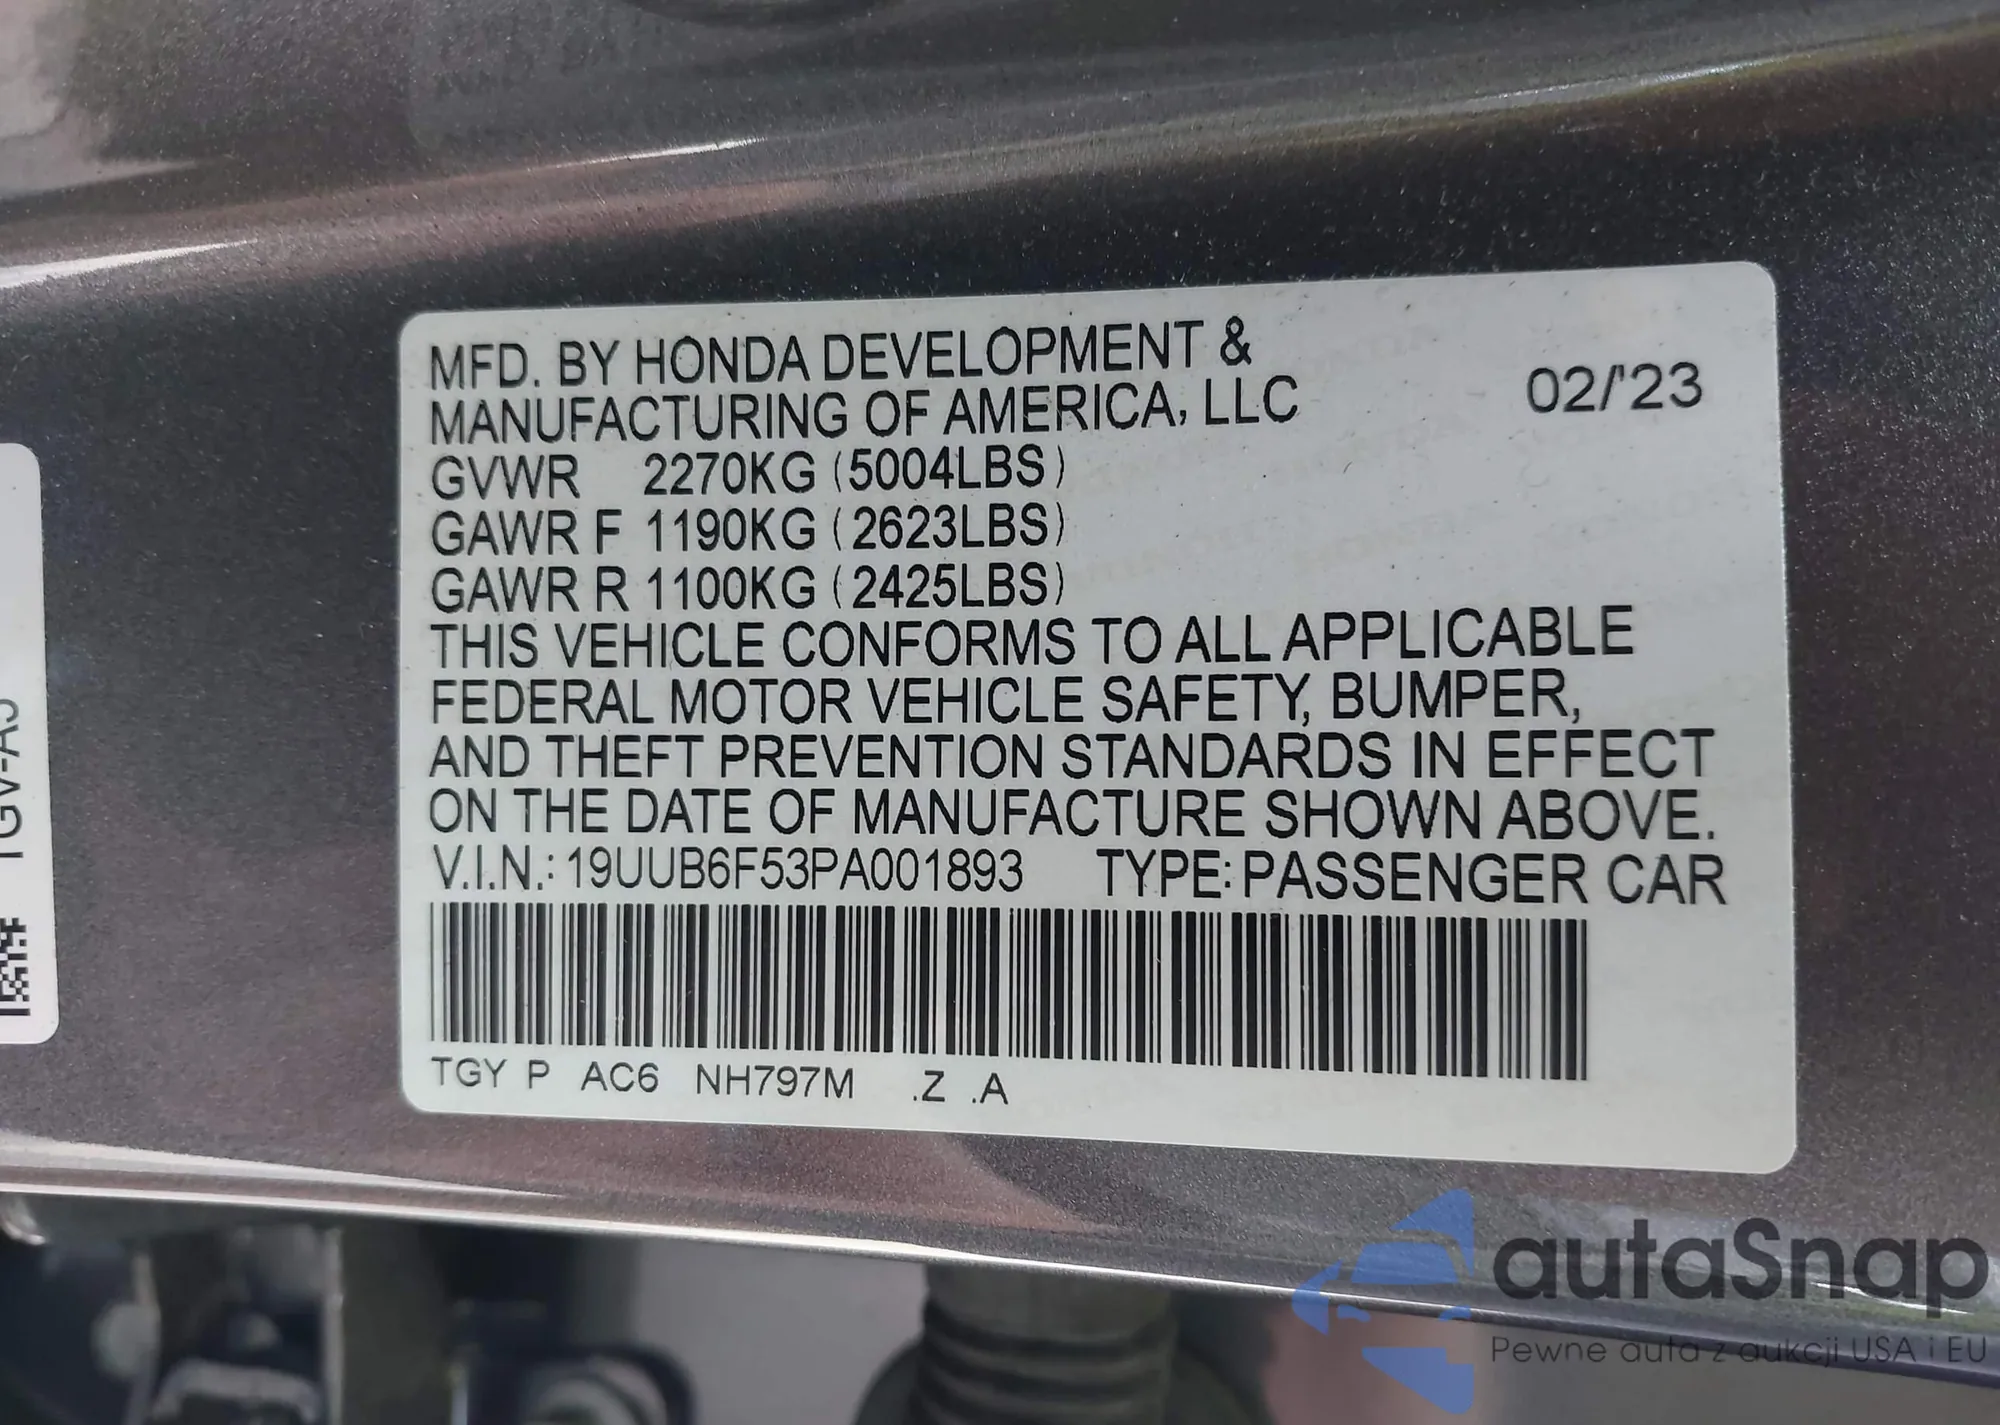 MFD. BY HONDA DEVELOPMENT &
MANUFACTURING OF AMERICA, LLC
02/'23
GVWR 2270KG (5004LBS)
GAWR F 1190KG (2623LBS)
GAWR R 1100KG (2425LBS)
THIS VEHICLE CONFORMS TO ALL APPLICABLE
FEDERAL MOTOR VEHICLE SAFETY, BUMPER,
AND THEFT PREVENTION STANDARDS IN EFFECT
ON THE DATE OF MANUFACTURE SHOWN ABOVE.
V.I.N.: 19UUB6F53PA001893 TYPE: PASSENGER CAR
TGY P AC6 NH797M .Z .A
TGV-A5
autaSnap
Pewne auta z aukcji USA i EU